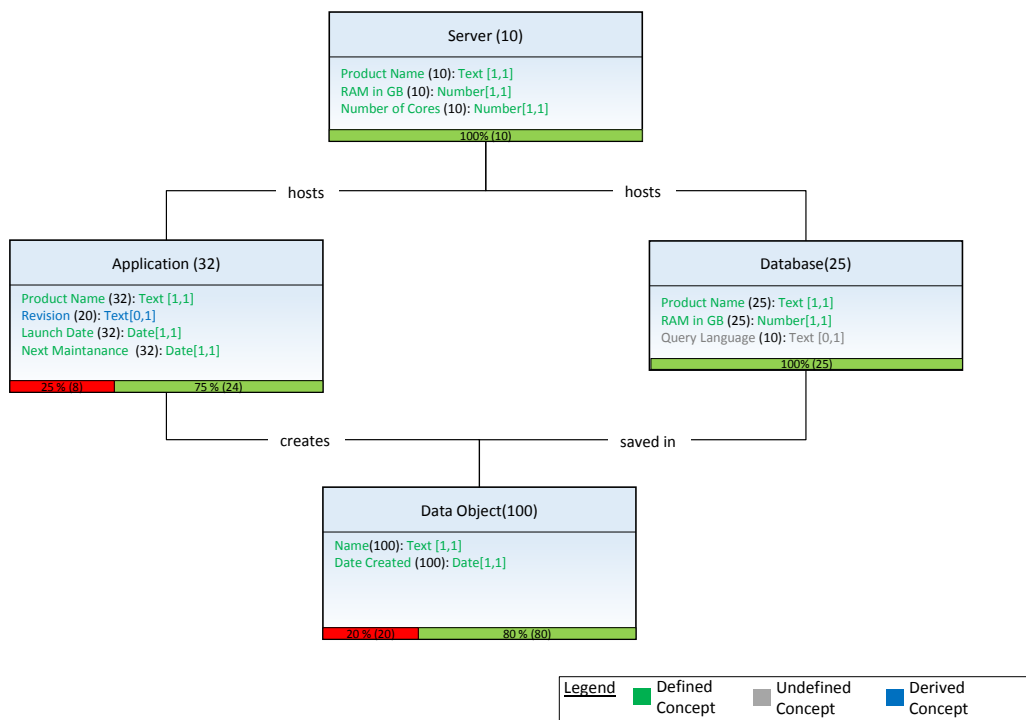 Server (10)
Product Name (10): Text [1,1]
RAM in GB (10): Number[1,1]
Number of Cores (10): Number[1,1]
100% (10)
hosts
hosts
Application (32)
Product Name (32): Text [1,1]
Revision (20): Text[0,1]
Launch Date (32): Date[1,1]
Next Maintanance (32): Date[1,1]
25 % (8)
75 % (24)
Database(25)
Product Name (25): Text [1,1]
RAM in GB (25): Number[1,1]
Query Language (10): Text [0,1]
100% (25)
creates
saved in
Data Object(100)
Name(100): Text [1,1]
Date Created (100): Date[1,1]
20 % (20)
80 % (80)
Legend
Defined
Concept
Undefined
Concept
Derived
Concept